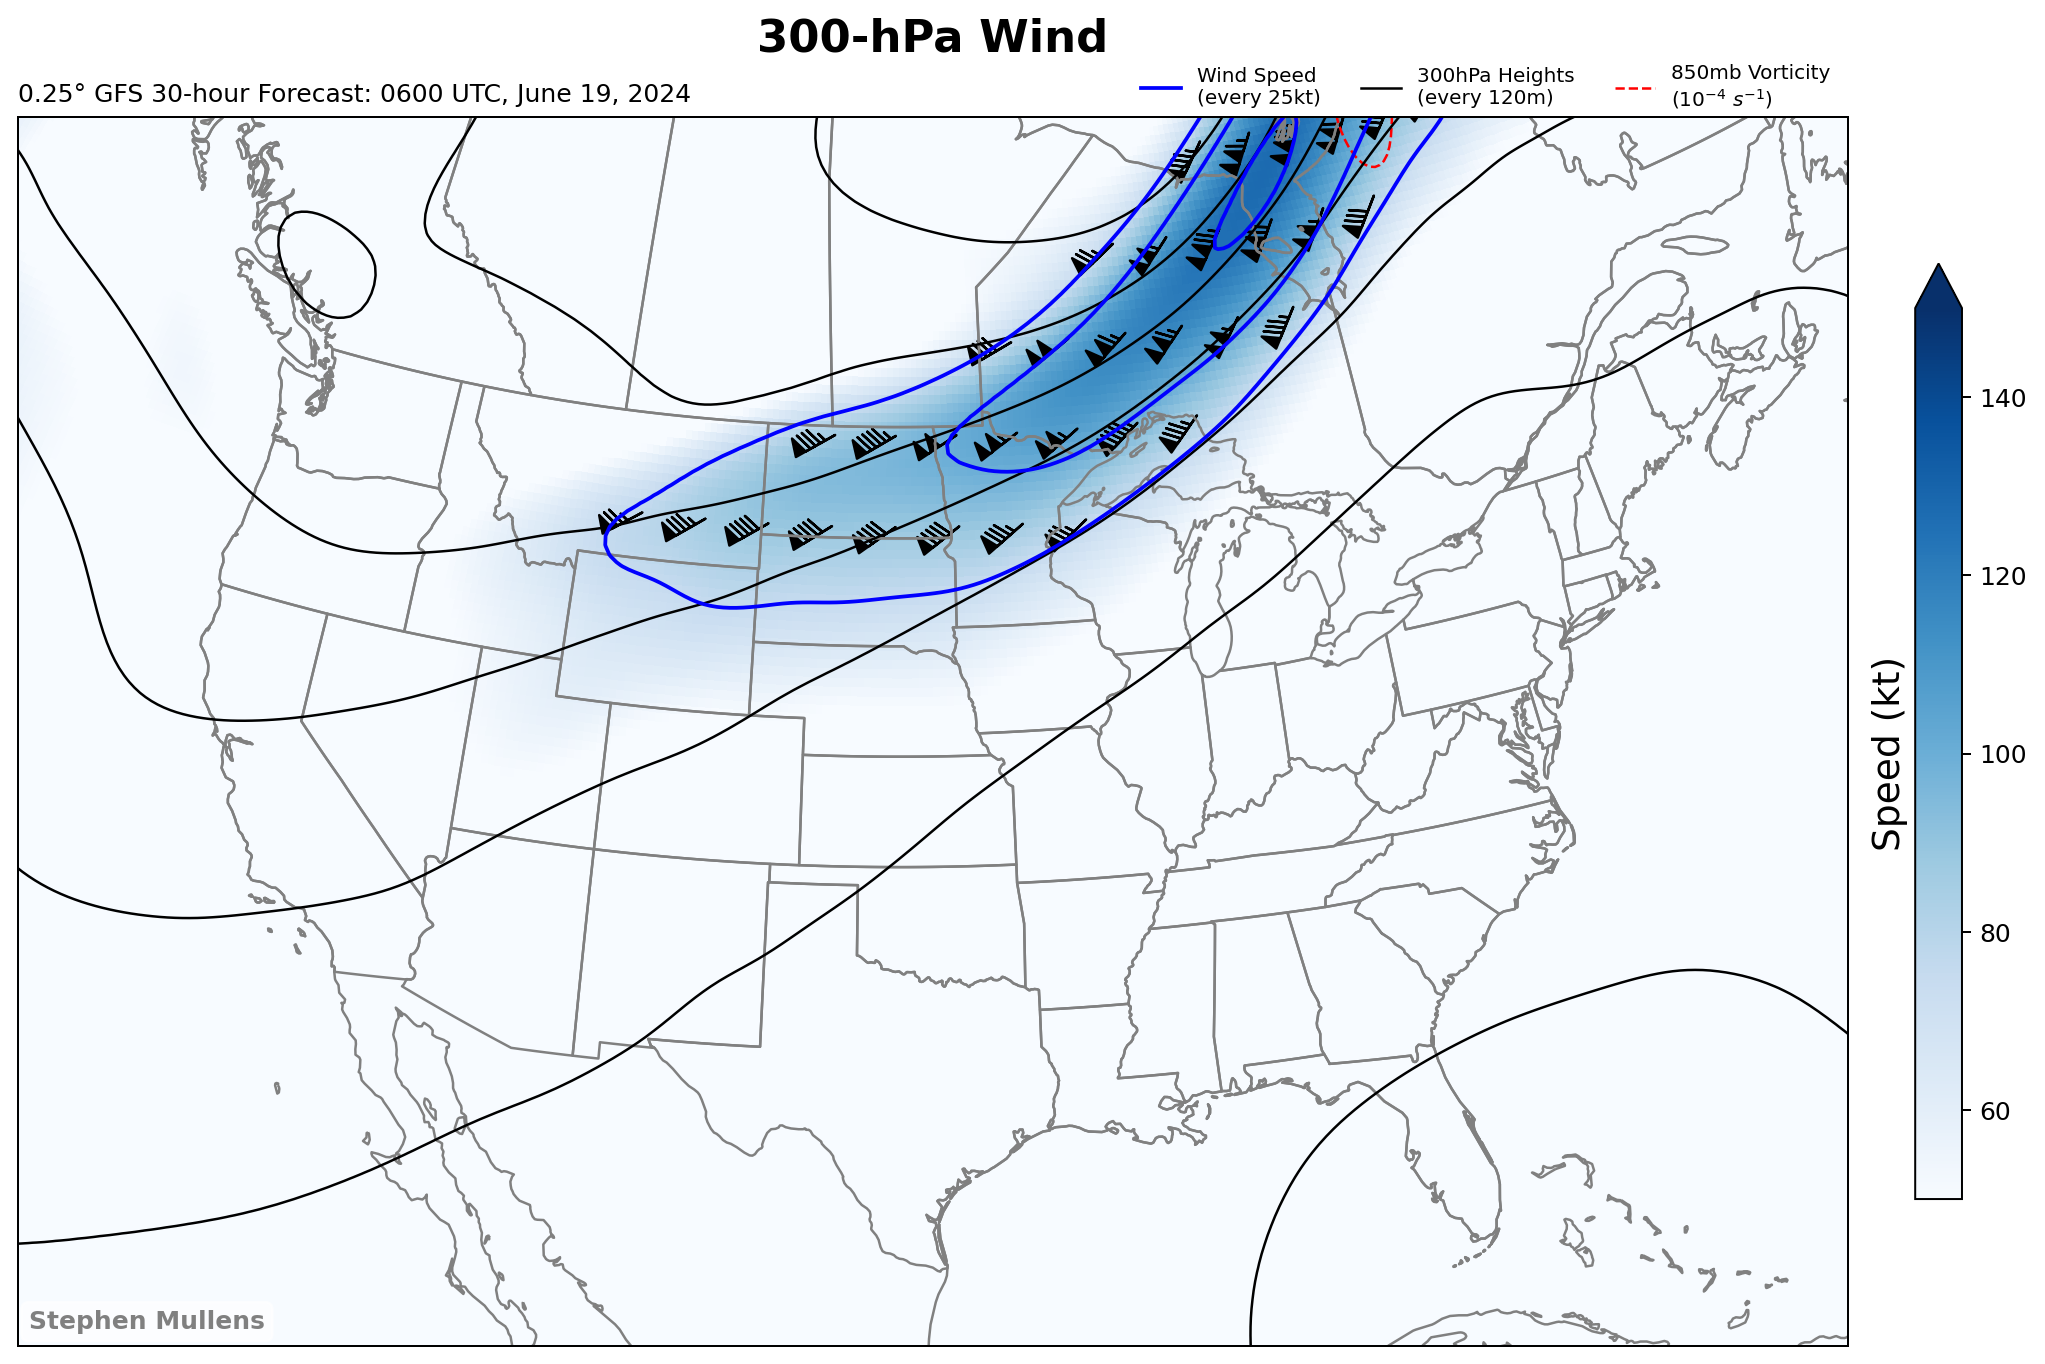 300-hPa Wind
0.25° GFS 30-hour Forecast: 0600 UTC, June 19, 2024
Wind Speed
(every 25kt)
300hPa Heights
(every 120m)
850mb Vorticity
(10⁻⁴ s⁻¹)
140
120
100
80
60
Speed (kt)
Stephen Mullens